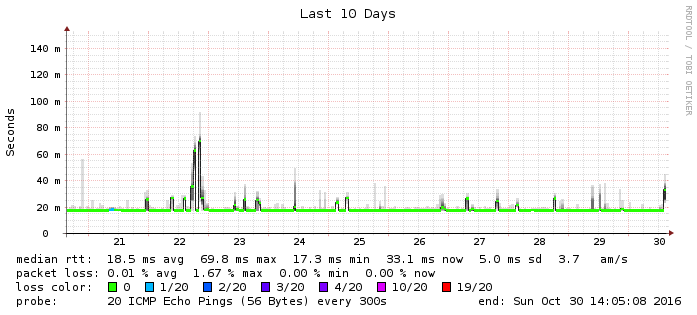 Last 10 Days
RRDTOOL / TOBI OETIKER
Seconds
140 m
120 m
100 m
80 m
60 m
40 m
20 m
0
21 22 23 24 25 26 27 28 29 30
median rtt: 18.5 ms avg 69.8 ms max 17.3 ms min 33.1 ms now 5.0 ms sd 3.7 am/s
packet loss: 0.01 % avg 1.67 % max 0.00 % min 0.00 % now
loss color: 0 1/20 2/20 3/20 4/20 10/20 19/20
probe: 20 ICMP Echo Pings (56 Bytes) every 300s end: Sun Oct 30 14:05:08 2016